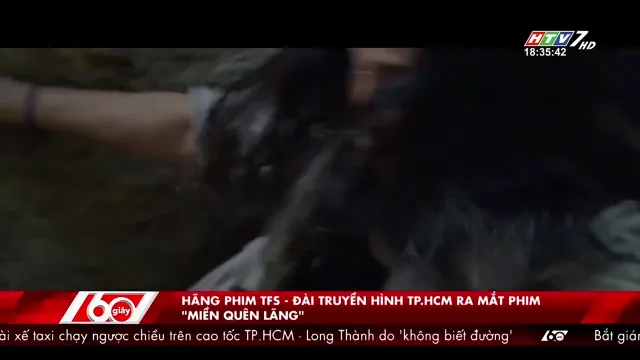 HTV7 HD
18:35:42
60 giây
HÃNG PHIM TFS - ĐÀI TRUYỀN HÌNH TP.HCM RA MẮT PHIM
"MIỀN QUÊN LÃNG"
ài xế taxi chạy ngược chiều trên cao tốc TP.HCM - Long Thành do 'không biết đường' 60 Bắt giá